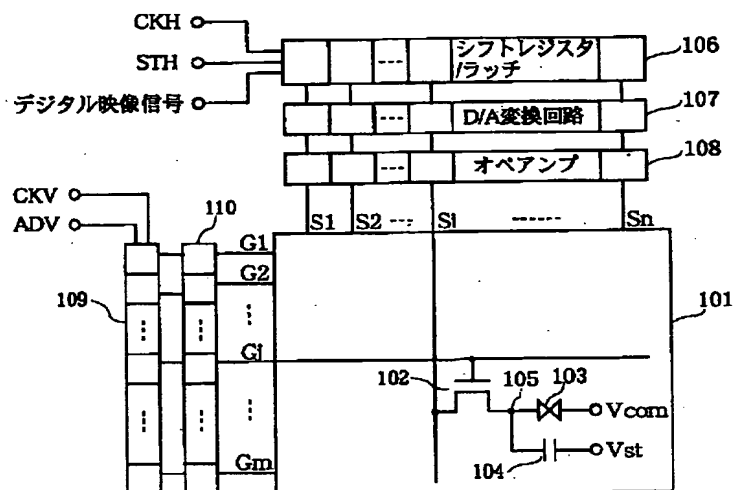 CKH
STH
デジタル映像信号
シフトレジスタ
/ラッチ
106
D/A変換回路
107
オペアンプ
108
CKV
ADV
110
S1 S2 Si Sn
G1
G2
109
101
Gj
102
105
103
Vcom
104
Vst
Gm